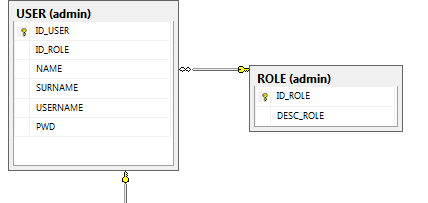 USER (admin)
ID_USER
ID_ROLE
NAME
SURNAME
USERNAME
PWD
ROLE (admin)
ID_ROLE
DESC_ROLE